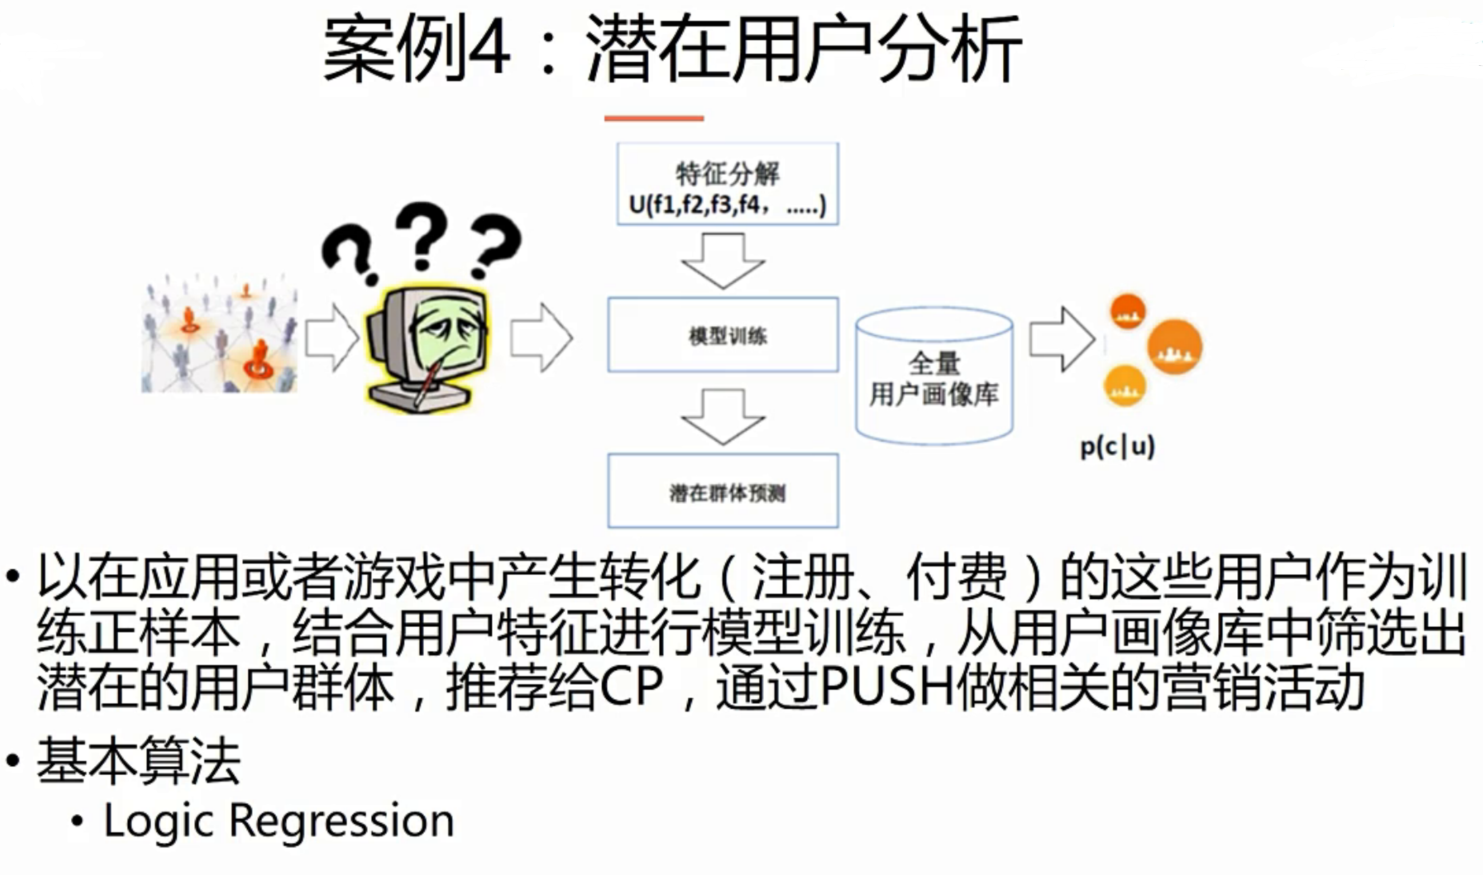 案例4：潜在用户分析
特征分解
U(f1,f2,f3,f4, .....)
???
模型训练
全量
用户画像库
p(c|u)
潜在群体预测
• 以在应用或者游戏中产生转化（注册、付费）的这些用户作为训
练正样本，结合用户特征进行模型训练，从用户画像库中筛选出
潜在的用户群体，推荐给CP，通过PUSH做相关的营销活动
• 基本算法
• Logic Regression